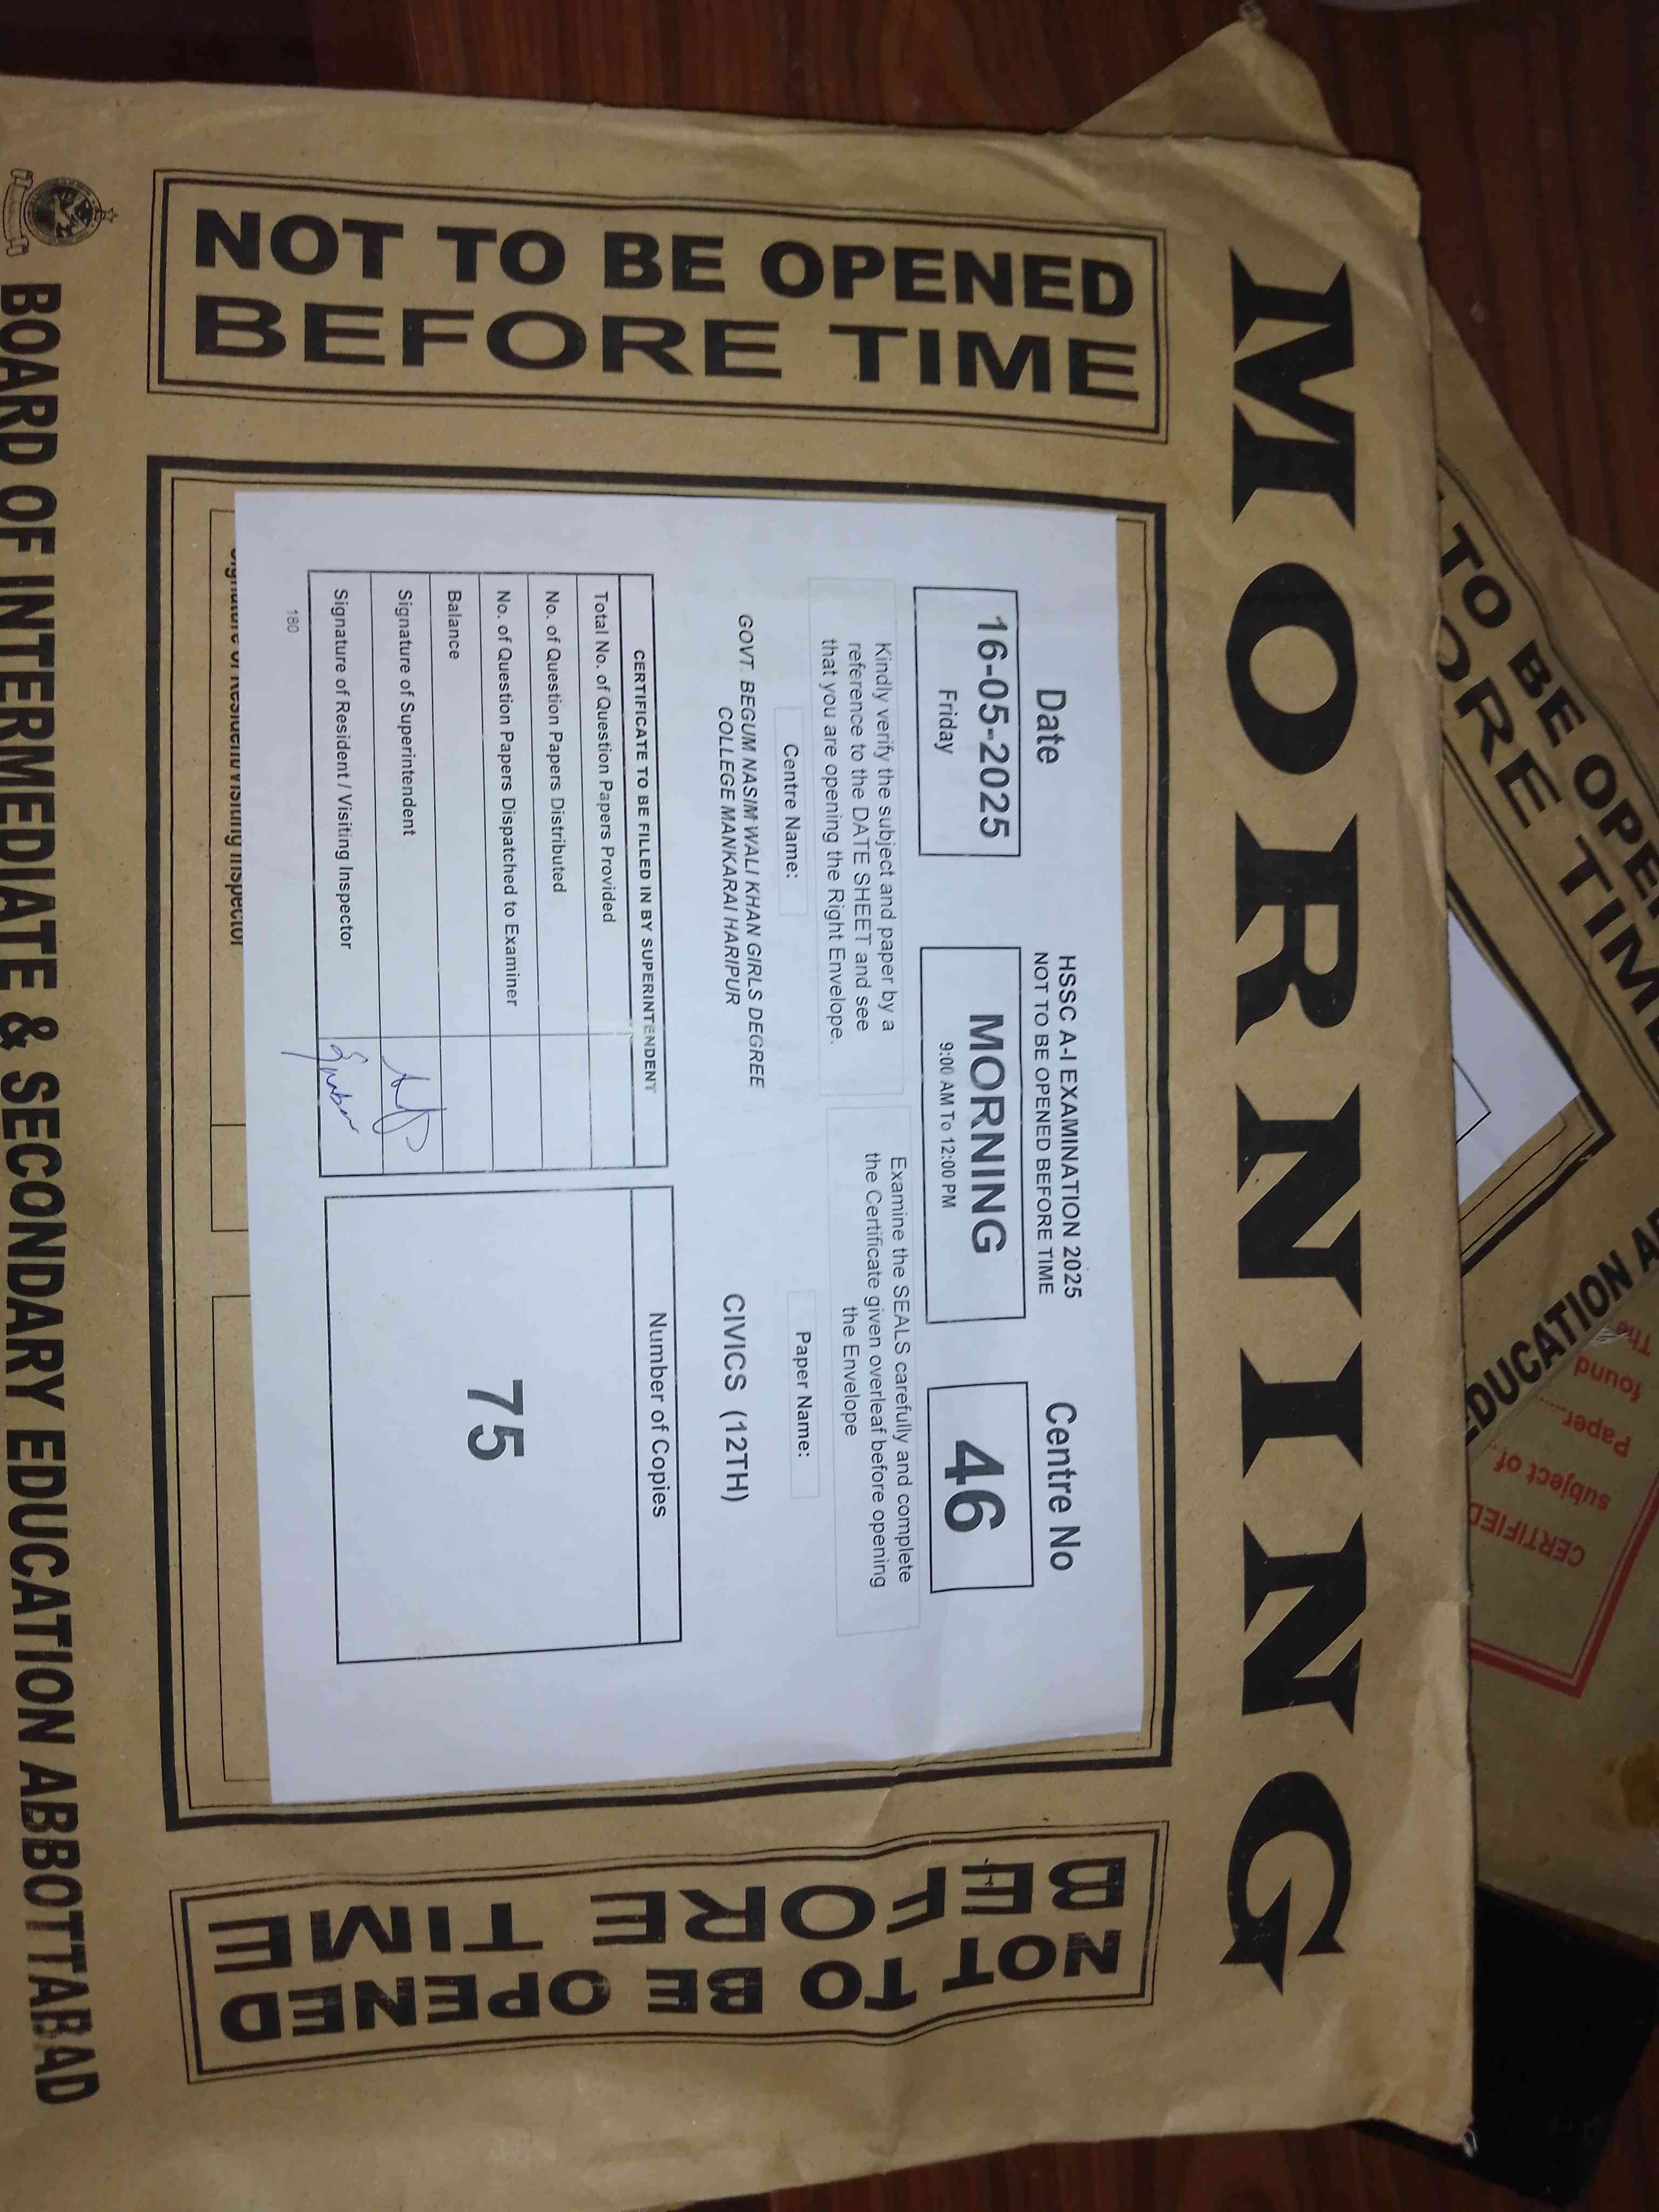 MORNING
NOT TO BE OPENED
BEFORE TIME
HSSC A-I EXAMINATION 2025
NOT TO BE OPENED BEFORE TIME
Date
Centre No
16-05-2025
Friday
MORNING
9:00 AM To 12:00 PM
46
Kindly verify the subject and paper by a
reference to the DATE SHEET and see
that you are opening the Right Envelope.
Examine the SEALS carefully and complete
the Certificate given overleaf before opening
the Envelope
Centre Name:
Paper Name:
GOVT. BEGUM NASIM WALI KHAN GIRLS DEGREE
COLLEGE MANKARAI HARIPUR
CIVICS (12TH)
CERTIFICATE TO BE FILLED IN BY SUPERINTENDENT
Total No. of Question Papers Provided
No. of Question Papers Distributed
No. of Question Papers Dispatched to Examiner
Balance
Signature of Superintendent
Signature of Resident / Visiting Inspector
Number of Copies
75
180
Signature of Resident/Visiting Inspector
NOT TO BE OPENED
BEFORE TIME
BOARD OF INTERMEDIATE & SECONDARY EDUCATION ABBOTTABAD
TO BE OPE
ORE TIM
EDUCATION A
CERTIFIED
subject of
Paper
found
The